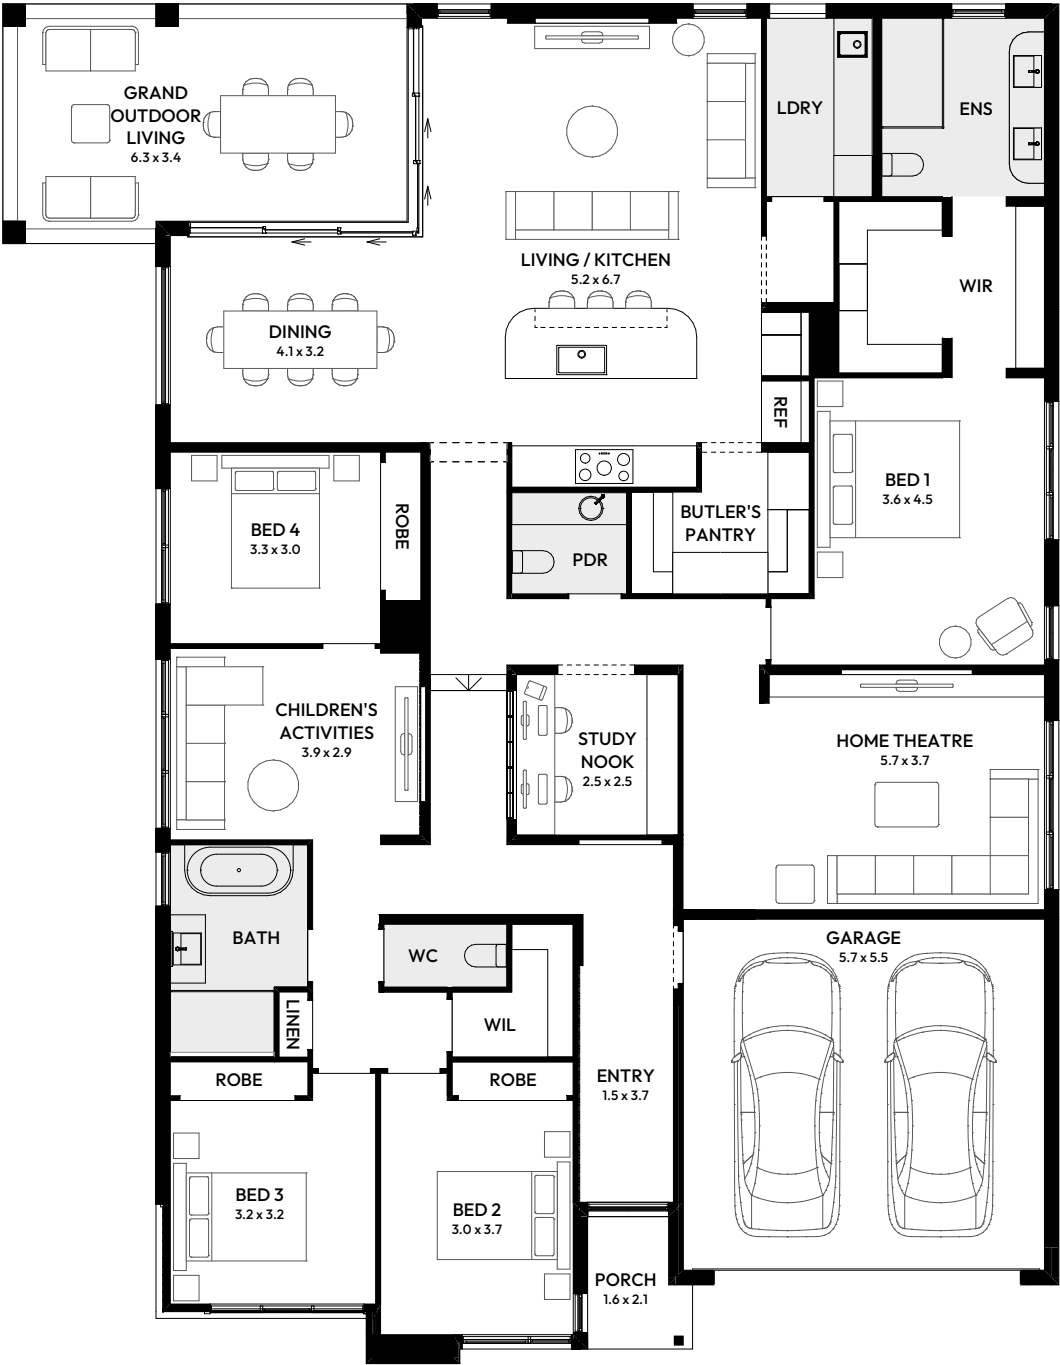 GRAND
OUTDOOR
LIVING
6.3 x 3.4
LDRY
ENS
LIVING / KITCHEN
5.2 x 6.7
WIR
DINING
4.1 x 3.2
REF
BED 1
3.6 x 4.5
BED 4
3.3 x 3.0
ROBE
BUTLER'S
PANTRY
PDR
CHILDREN'S
ACTIVITIES
3.9 x 2.9
STUDY
NOOK
2.5 x 2.5
HOME THEATRE
5.7 x 3.7
BATH
WC
GARAGE
5.7 x 5.5
LINEN
WIL
ROBE
ROBE
ENTRY
1.5 x 3.7
BED 3
3.2 x 3.2
BED 2
3.0 x 3.7
PORCH
1.6 x 2.1